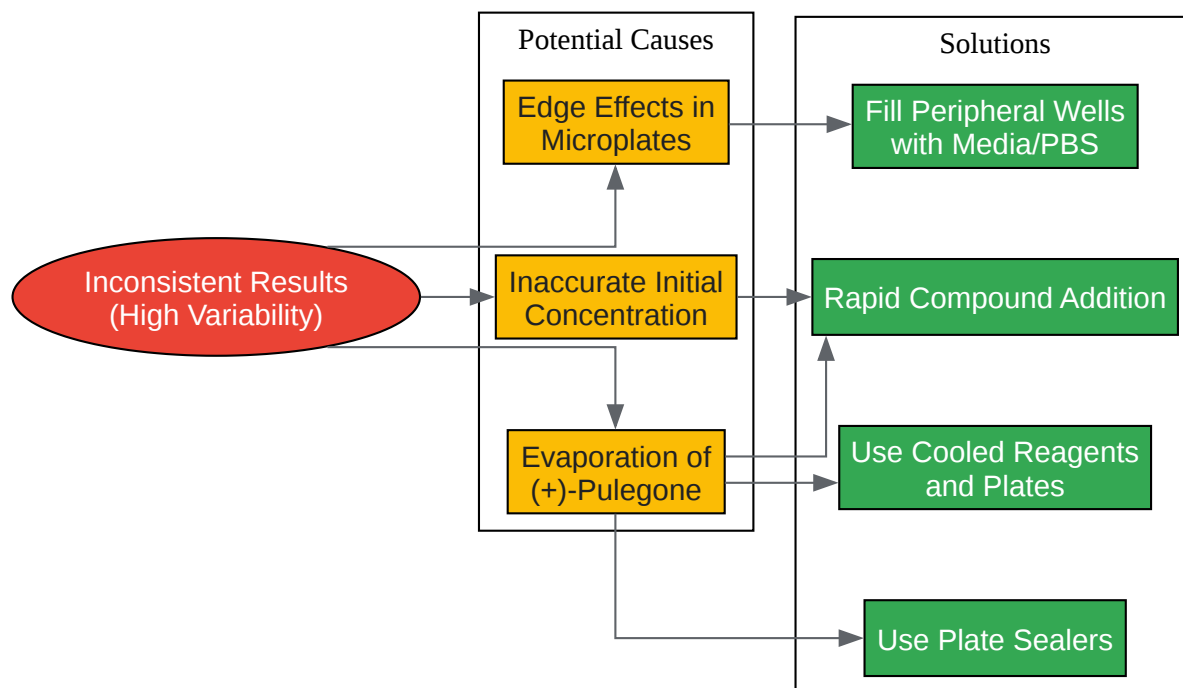 Potential Causes
Solutions
Edge Effects in
Microplates
Fill Peripheral Wells
with Media/PBS
Inconsistent Results
(High Variability)
Inaccurate Initial
Concentration
Rapid Compound Addition
Evaporation of
(+)-Pulegone
Use Cooled Reagents
and Plates
Use Plate Sealers